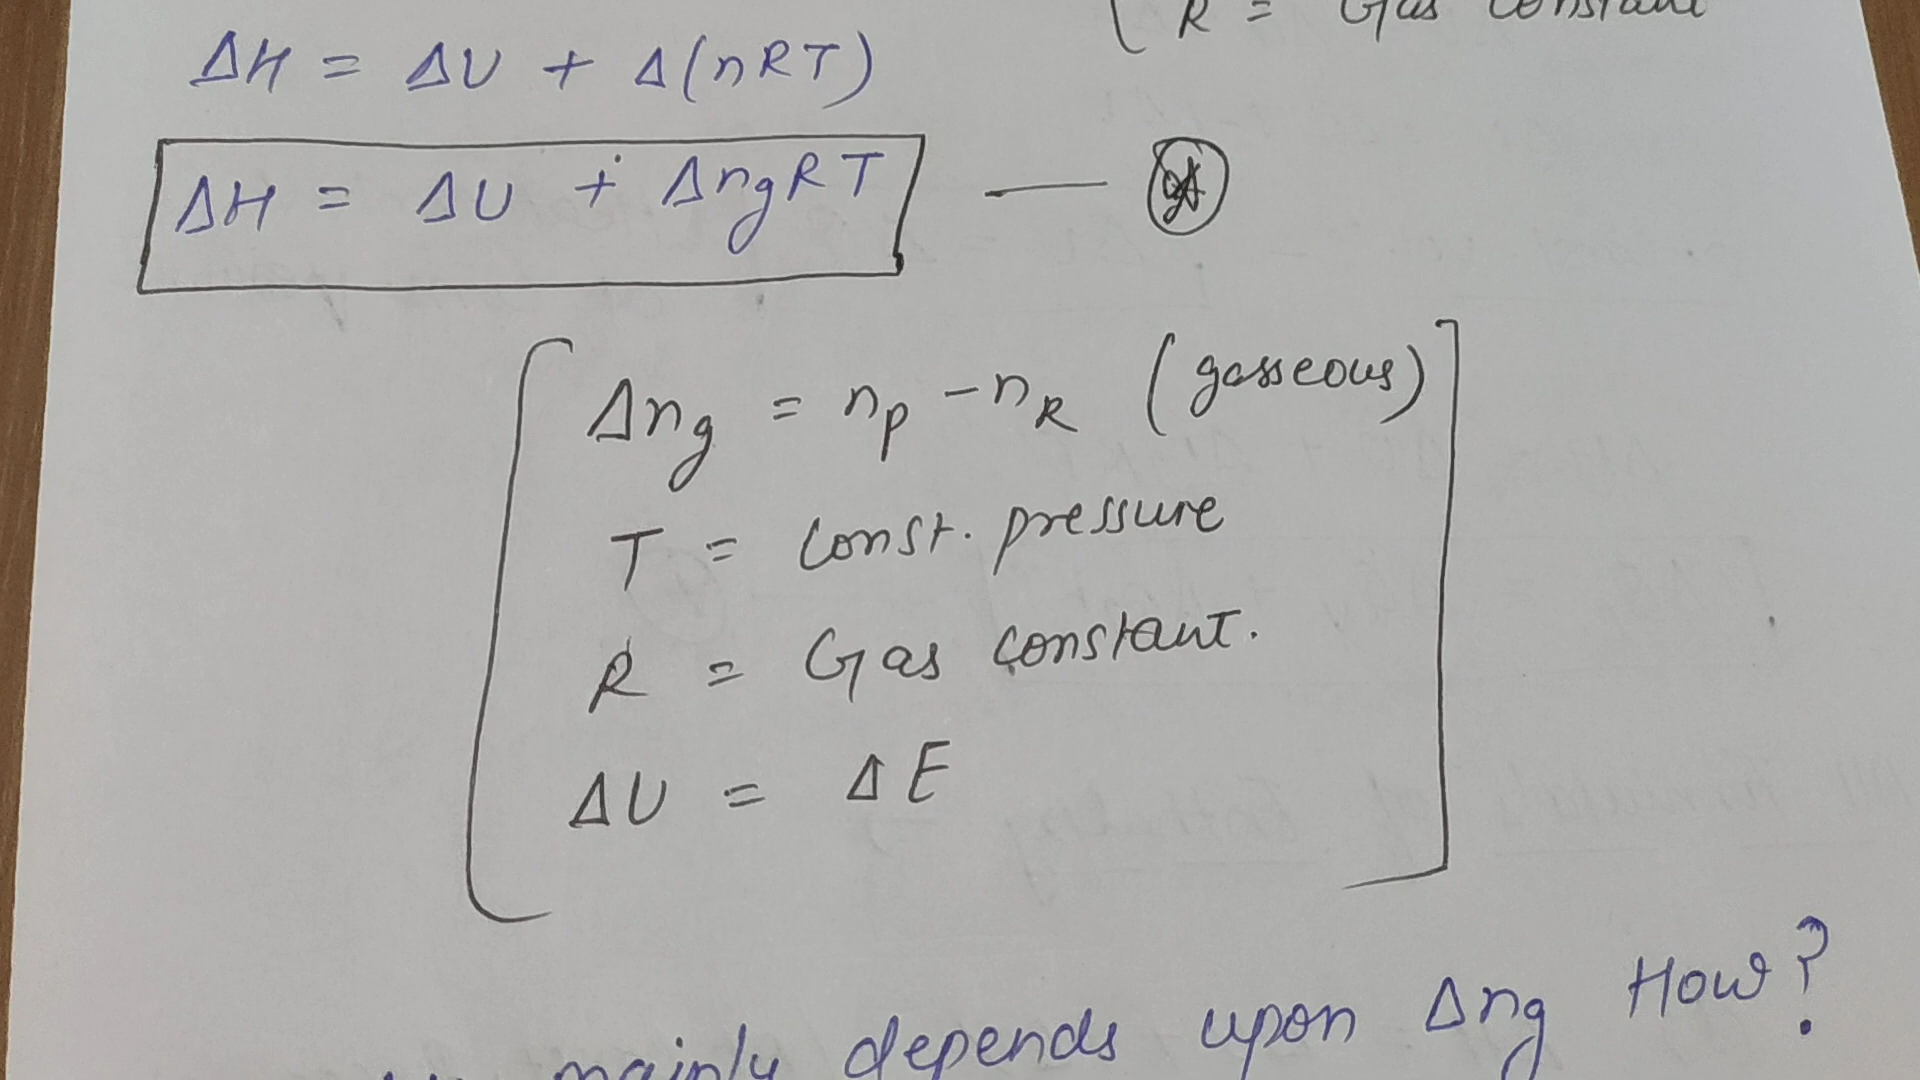 R = Gas constant
ΔH = ΔU + Δ(nRT)
ΔH = ΔU + ΔngRT —
Δng = np - nR (gasseous)
T = const. pressure
R = Gas constant.
ΔU = ΔE
mainly depends upon Δng How?